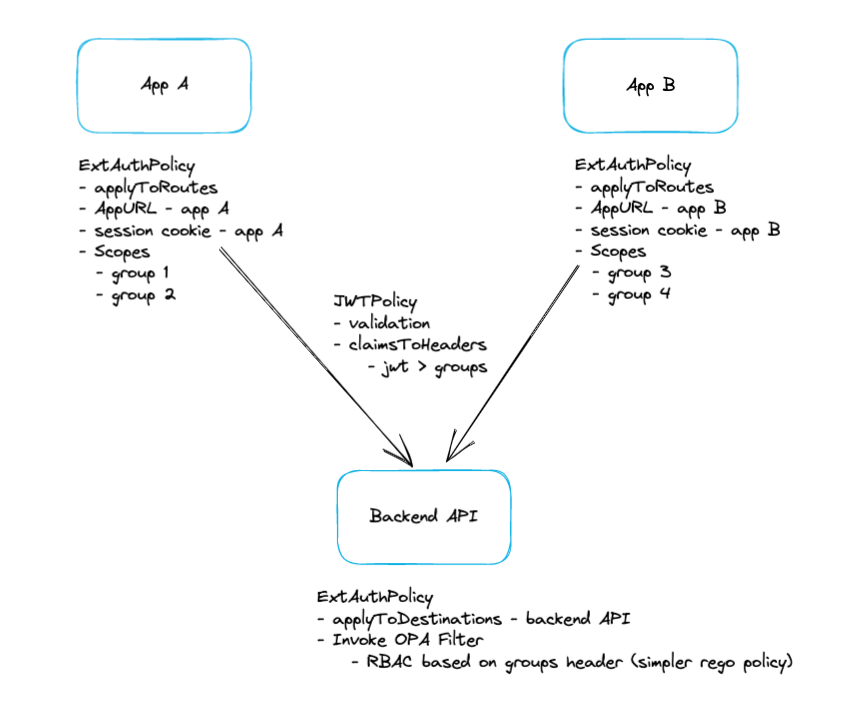 App A
App B
ExtAuthPolicy
- applyToRoutes
- AppURL - app A
- session cookie - app A
- Scopes
- group 1
- group 2
ExtAuthPolicy
- applyToRoutes
- AppURL - app B
- session cookie - app B
- Scopes
- group 3
- group 4
JWTPolicy
- validation
- claimsToHeaders
- jwt > groups
Backend API
ExtAuthPolicy
- applyToDestinations - backend API
- Invoke OPA Filter
- RBAC based on groups header (simpler rego policy)